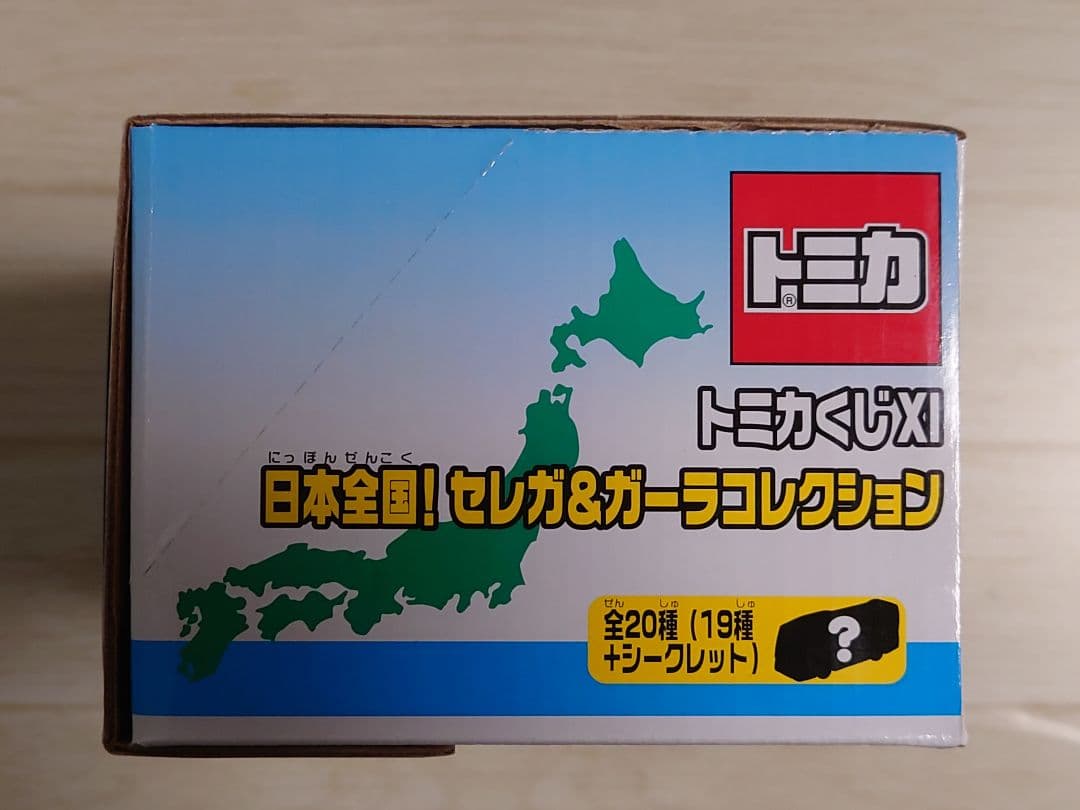 トミカ®
トミカくじXI
にっぽんぜんこく
日本全国！セレガ&ガーラコレクション
ぜん しゅ しゅ
全20種（19種
+シークレット）
?